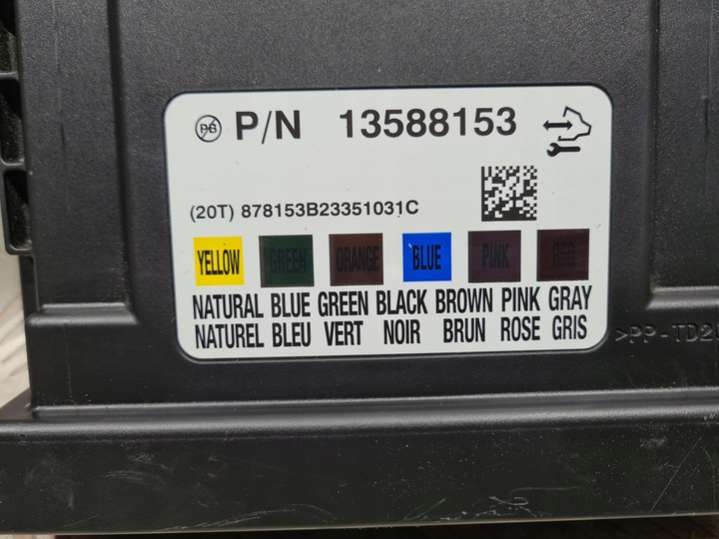 PB P/N 13588153
(20T) 878153B23351031C
YELLOW GREEN ORANGE BLUE PINK RED
NATURAL BLUE GREEN BLACK BROWN PINK GRAY
NATUREL BLEU VERT NOIR BRUN ROSE GRIS
>PP-TD2